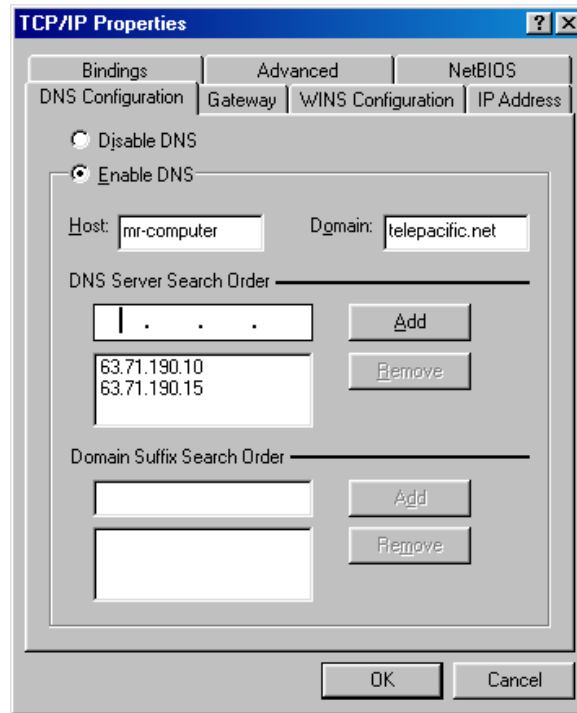 TCP/IP Properties
Bindings Advanced NetBIOS
DNS Configuration Gateway WINS Configuration IP Address
Disable DNS
Enable DNS
Host: mr-computer Domain: telepacific.net
DNS Server Search Order
. . .
Add
63.71.190.10
63.71.190.15
Remove
Domain Suffix Search Order
Add
Remove
OK Cancel